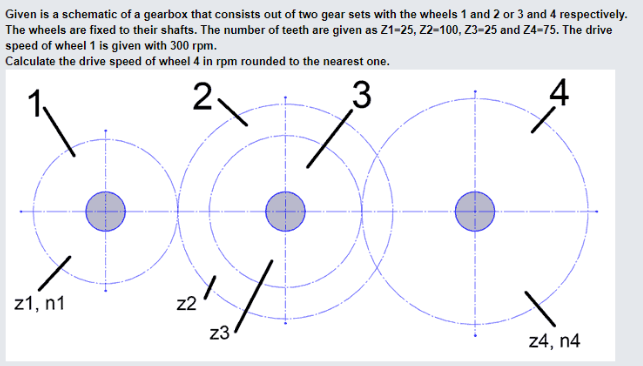 Given is a schematic of a gearbox that consists out of two gear sets with the wheels 1 and 2 or 3 and 4 respectively.
The wheels are fixed to their shafts. The number of teeth are given as Z1=25, Z2=100, Z3=25 and Z4=75. The drive
speed of wheel 1 is given with 300 rpm.
Calculate the drive speed of wheel 4 in rpm rounded to the nearest one.
1 2 3 4
z1, n1
z2
z3
z4, n4